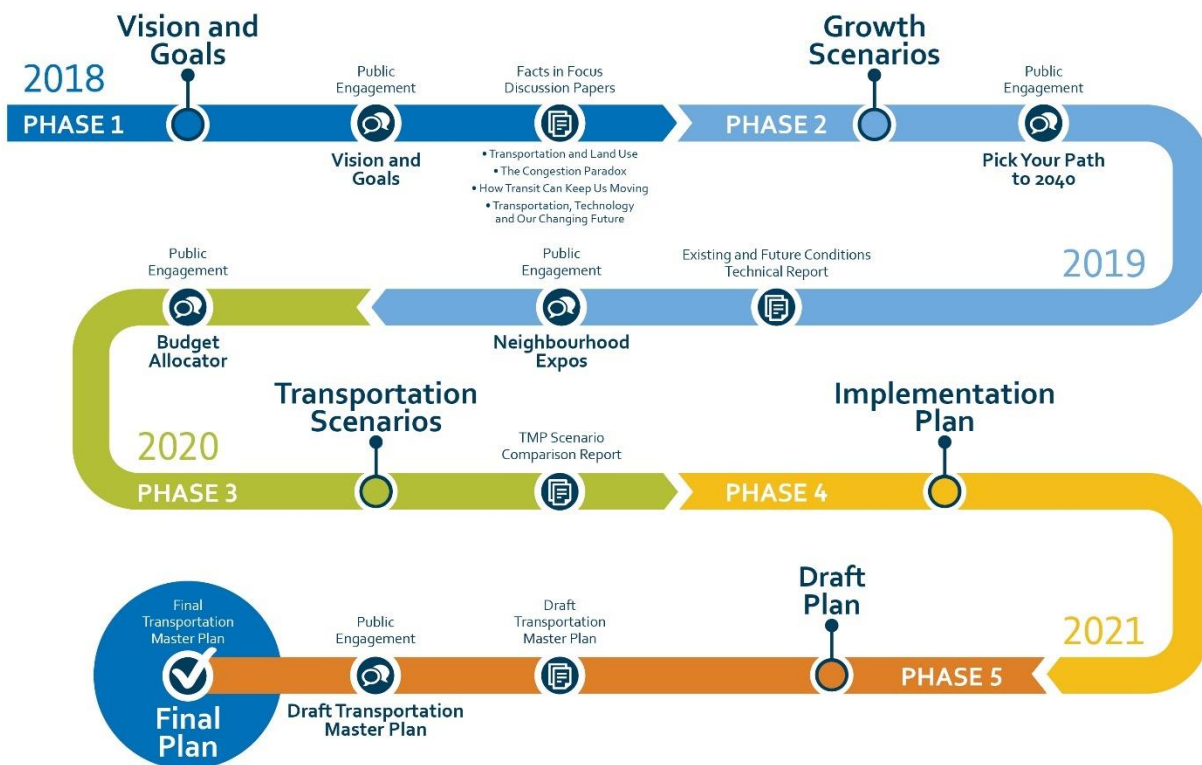 Vision and
Goals
2018
PHASE 1
Public
Engagement
Vision and
Goals
Facts in Focus
Discussion Papers
• Transportation and Land Use
• The Congestion Paradox
• How Transit Can Keep Us Moving
• Transportation, Technology
and Our Changing Future
PHASE 2
Growth
Scenarios
Public
Engagement
Pick Your Path
to 2040
2019
Existing and Future Conditions
Technical Report
Public
Engagement
Neighbourhood
Expos
Public
Engagement
Budget
Allocator
2020
PHASE 3
Transportation
Scenarios
TMP Scenario
Comparison Report
PHASE 4
Implementation
Plan
2021
PHASE 5
Draft
Plan
Draft
Transportation
Master Plan
Public
Engagement
Draft Transportation
Master Plan
Final
Transportation
Master Plan
Final
Plan